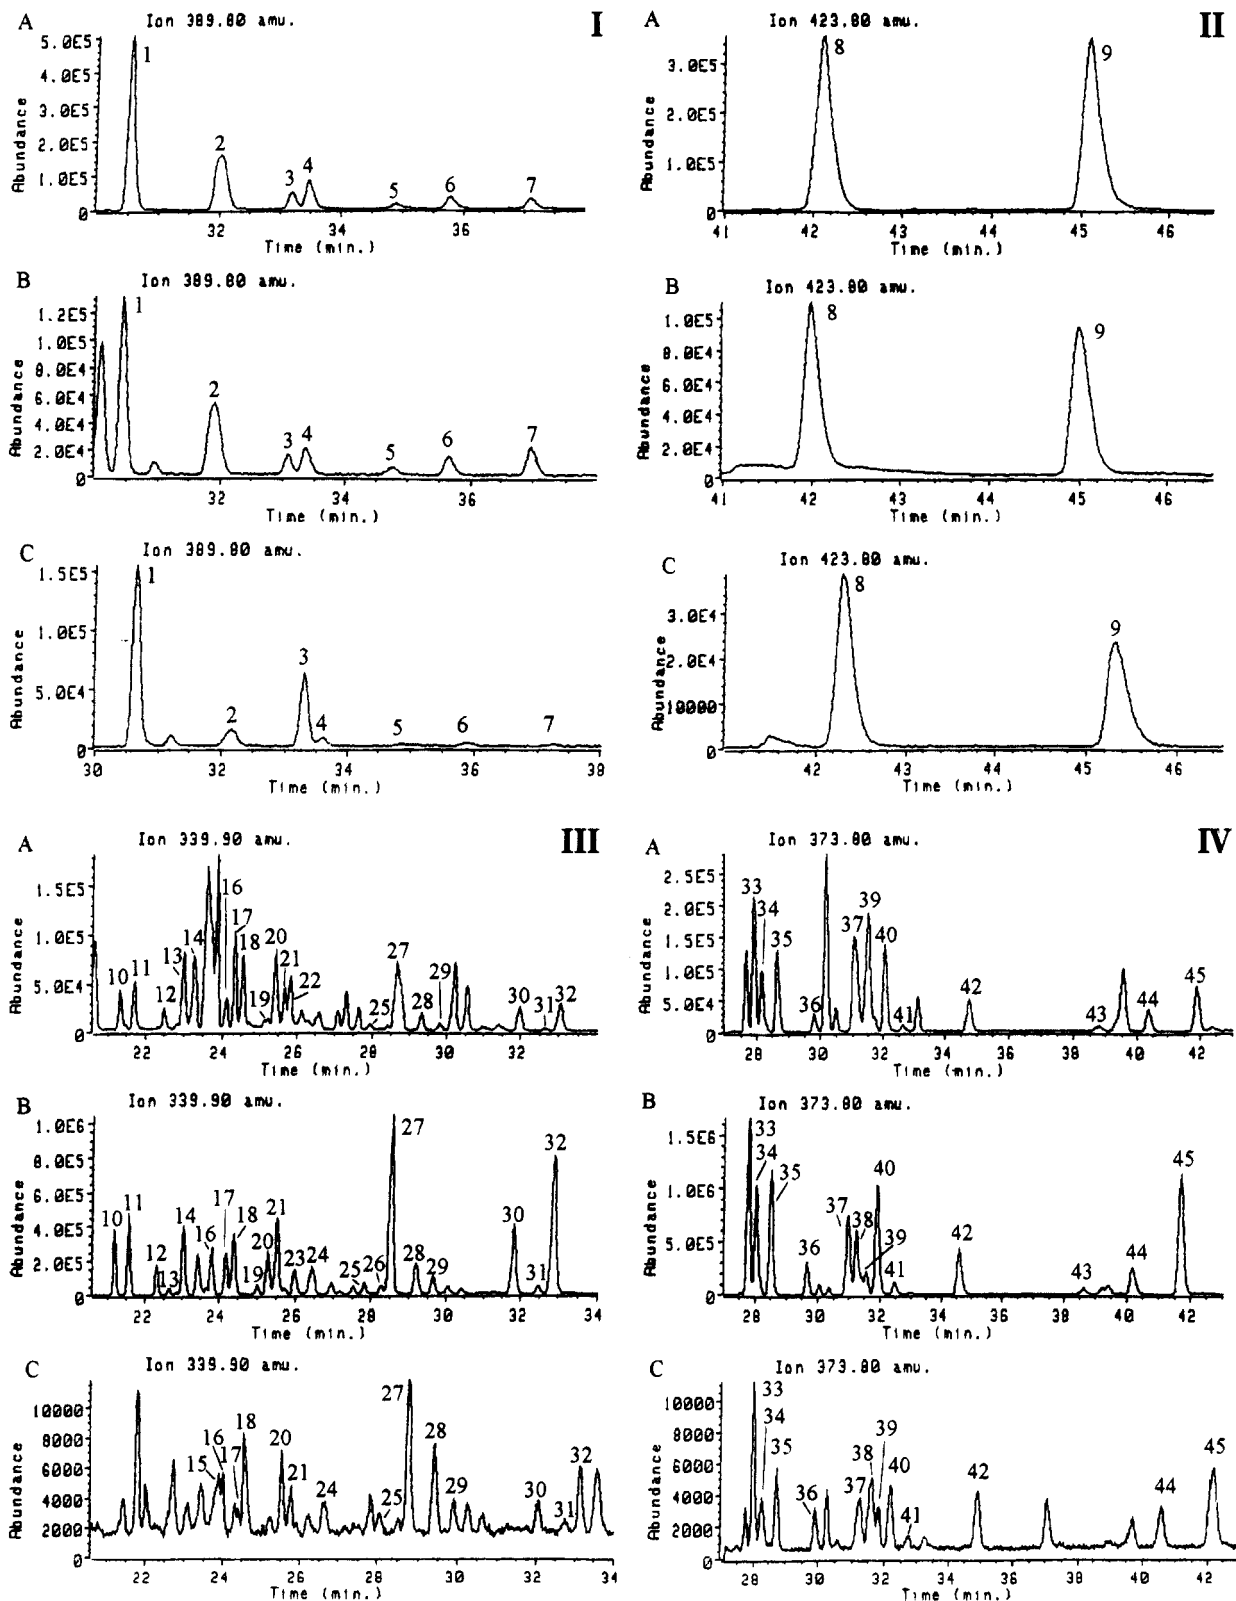 A Ion 389.80 amu. I
5.0E5
4.0E5
3.0E5
2.0E5
1.0E5
0
Abundance
1 2 3 4 5 6 7
32 34 36
Time (min.)
A Ion 423.80 amu. II
3.0E5
2.0E5
1.0E5
0
Abundance
8 9
41 42 43 44 45 46
Time (min.)
B Ion 389.80 amu.
1.2E5
1.0E5
8.0E4
6.0E4
4.0E4
2.0E4
0
Abundance
1 2 3 4 5 6 7
32 34 36
Time (min.)
B Ion 423.80 amu.
1.0E5
8.0E4
6.0E4
4.0E4
2.0E4
0
Abundance
8 9
41 42 43 44 45 46
Time (min.)
C Ion 389.80 amu.
1.5E5
1.0E5
5.0E4
0
Abundance
1 2 3 4 5 6 7
30 32 34 36 38
Time (min.)
C Ion 423.80 amu.
3.0E4
2.0E4
10000
0
Abundance
8 9
42 43 44 45 46
Time (min.)
A Ion 339.90 amu. III
1.5E5
1.0E5
5.0E4
0
Abundance
10 11 12 13 14 16 17 18 19 20 21 22 25 27 28 29 30 31 32
22 24 26 28 30 32
Time (min.)
A Ion 373.80 amu. IV
2.5E5
2.0E5
1.5E5
1.0E5
5.0E4
0
Abundance
33 34 35 36 37 39 40 41 42 43 44 45
28 30 32 34 36 38 40 42
Time (min.)
B Ion 339.90 amu.
1.0E6
8.0E5
6.0E5
4.0E5
2.0E5
0
Abundance
10 11 12 13 14 16 17 18 19 20 21 23 24 25 26 27 28 29 30 31 32
22 24 26 28 30 32 34
Time (min.)
B Ion 373.80 amu.
1.5E6
1.0E6
5.0E5
0
Abundance
33 34 35 36 37 38 39 40 41 42 43 44 45
28 30 32 34 36 38 40 42
Time (min.)
C Ion 339.90 amu.
10000
8000
6000
4000
2000
0
Abundance
15 16 17 18 20 21 24 25 27 28 29 30 31 32
22 24 26 28 30 32 34
Time (min.)
C Ion 373.80 amu.
10000
8000
6000
4000
2000
0
Abundance
33 34 35 36 37 38 39 40 41 42 44 45
28 30 32 34 36 38 40 42
Time (min.)